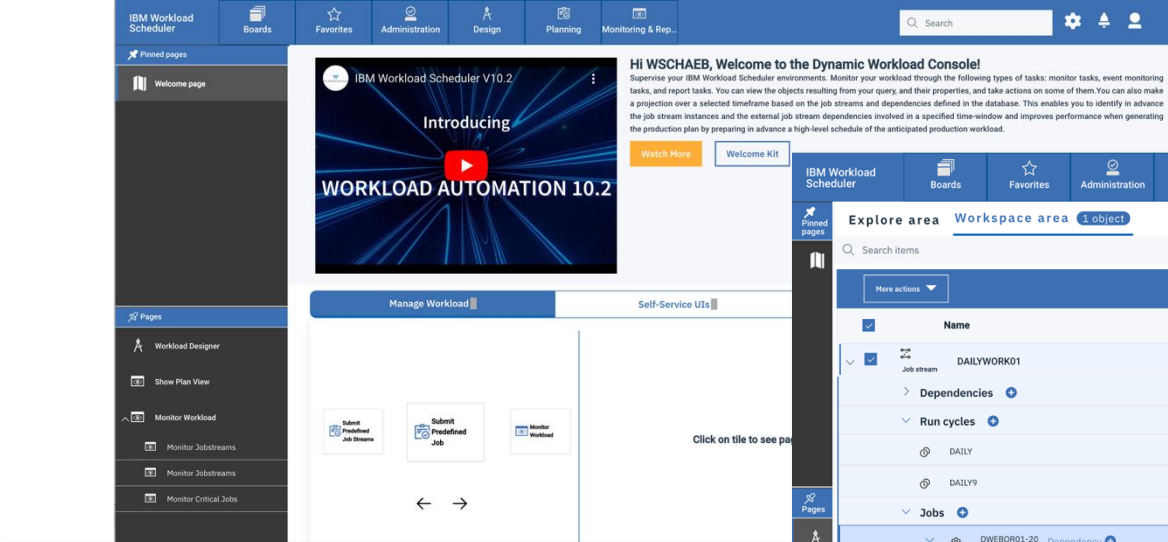 IBM Workload
Scheduler
Boards
Favorites
Administration
Design
Planning
Monitoring & Rep...
Search
Pinned pages
Welcome page
IBM Workload Scheduler V10.2
Introducing
WORKLOAD AUTOMATION 10.2
Hi WSCHAEB, Welcome to the Dynamic Workload Console!
Supervise your IBM Workload Scheduler environments. Monitor your workload through the following types of tasks: monitor tasks, event monitoring
tasks, and report tasks. You can view the objects resulting from your query, and their properties, and take actions on some of them.You can also make
a projection over a selected timeframe based on the job streams and dependencies defined in the database. This enables you to identify in advance
the job stream instances and the external job stream dependencies involved in a specified time-window and improves performance when generating
the production plan by preparing in advance a high-level schedule of the anticipated production workload.
Watch More
Welcome Kit
Manage Workload
Self-Service UIs
Pages
Workload Designer
Show Plan View
Monitor Workload
Monitor Jobstreams
Monitor Jobstreams
Monitor Critical Jobs
Submit
Predefined
Job Streams
Submit
Predefined
Job
Monitor
Workload
Click on tile to see pa
IBM Workload
Scheduler
Boards
Favorites
Administration
Pinned
pages
Explore area
Workspace area
1 object
Search items
More actions
Name
Job stream
DAILYWORK01
Dependencies
Run cycles
DAILY
DAILY9
Jobs
Pages
DWEBOR01-20
Dependency